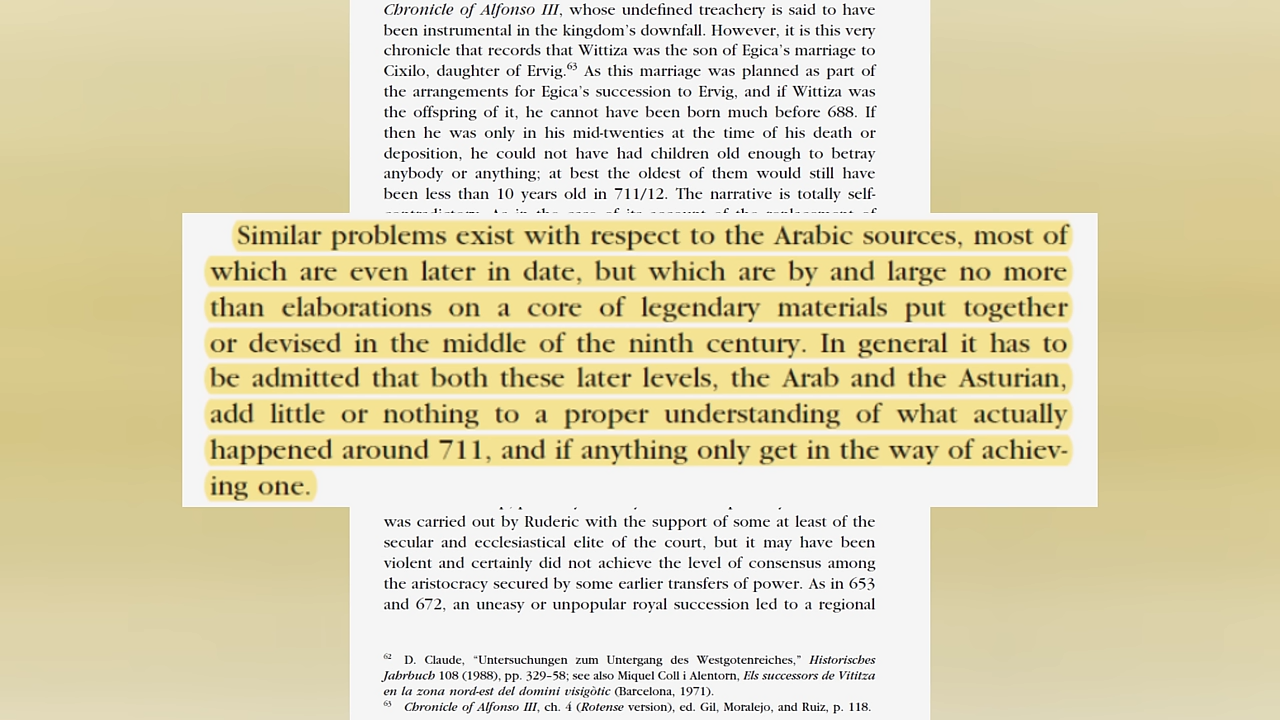 Chronicle of Alfonso III, whose undefined treachery is said to have
been instrumental in the kingdom's downfall. However, it is this very
chronicle that records that Wittiza was the son of Egica's marriage to
Cixilo, daughter of Ervig.63 As this marriage was planned as part of
the arrangements for Egica's succession to Ervig, and if Wittiza was
the offspring of it, he cannot have been born much before 688. If
then he was only in his mid-twenties at the time of his death or
deposition, he could not have had children old enough to betray
anybody or anything; at best the oldest of them would still have
been less than 10 years old in 711/12. The narrative is totally self-
Similar problems exist with respect to the Arabic sources, most of
which are even later in date, but which are by and large no more
than elaborations on a core of legendary materials put together
or devised in the middle of the ninth century. In general it has to
be admitted that both these later levels, the Arab and the Asturian,
add little or nothing to a proper understanding of what actually
happened around 711, and if anything only get in the way of achiev-
ing one.
was carried out by Ruderic with the support of some at least of the
secular and ecclesiastical elite of the court, but it may have been
violent and certainly did not achieve the level of consensus among
the aristocracy secured by some earlier transfers of power. As in 653
and 672, an uneasy or unpopular royal succession led to a regional
62 D. Claude, “Untersuchungen zum Untergang des Westgotenreiches,” Historisches
Jahrbuch 108 (1988), pp. 329–58; see also Miquel Coll i Alentorn, Els successors de Vititza
en la zona nord-est del domini visigòtic (Barcelona, 1971).
63 Chronicle of Alfonso III, ch. 4 (Rotense version), ed. Gil, Moralejo, and Ruiz, p. 118.